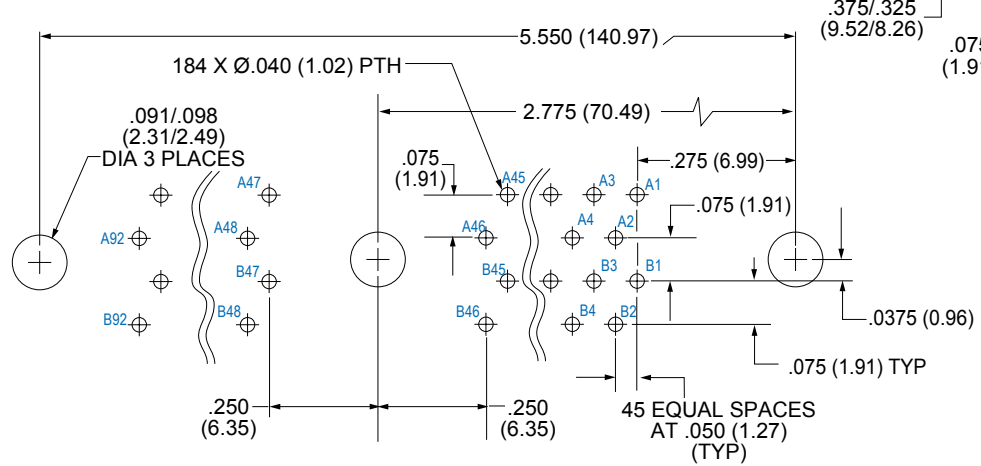 .375/.325
(9.52/8.26)
5.550 (140.97)
.075
(1.91
184 X Ø.040 (1.02) PTH
2.775 (70.49)
.091/.098
(2.31/2.49)
DIA 3 PLACES
.075
(1.91)
.275 (6.99)
A47
A45
A3
A1
.075 (1.91)
A92
A48
A46
A4
A2
B47
B45
B3
B1
B92
B48
B46
B4
B2
.0375 (0.96)
.075 (1.91) TYP
.250
(6.35)
.250
(6.35)
45 EQUAL SPACES
AT .050 (1.27)
(TYP)